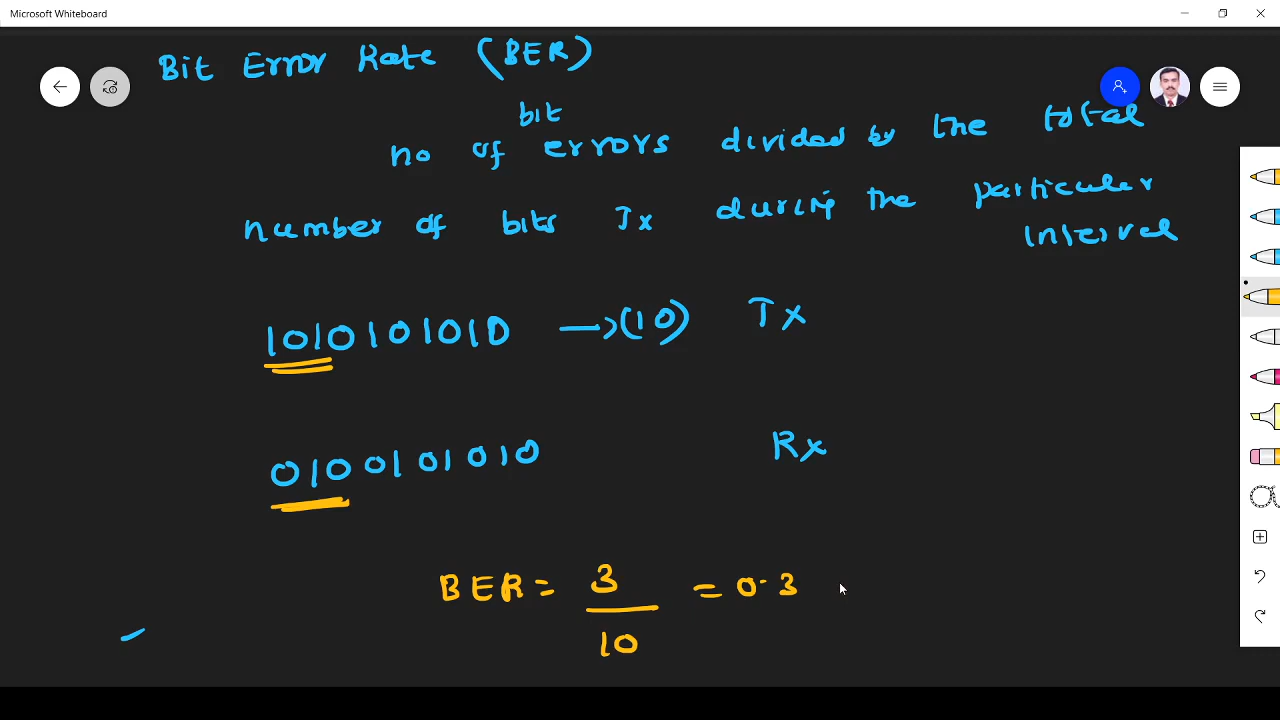 Microsoft Whiteboard
Bit Error Rate (BER)
bit
no of errors divided by the total
number of bits Tx during the particular
interval
1010101010 → (10) Tx
0100101010 Rx
BER = 3/10 = 0.3